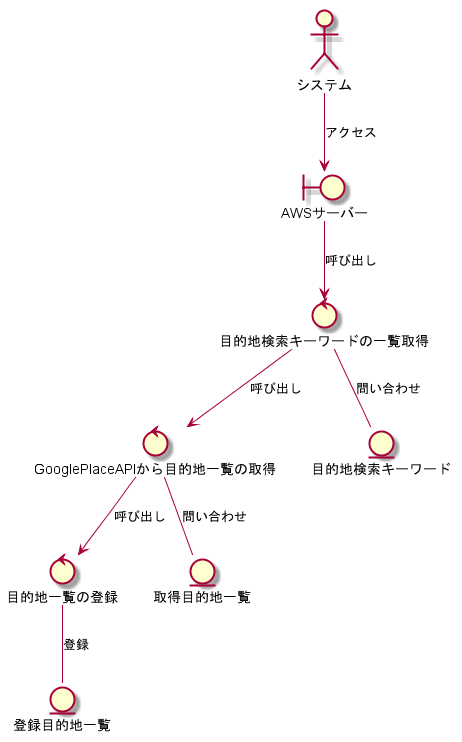 システム
アクセス
AWSサーバー
呼び出し
目的地検索キーワードの一覧取得
呼び出し
問い合わせ
GooglePlaceAPIから目的地一覧の取得
目的地検索キーワード
呼び出し
問い合わせ
目的地一覧の登録
取得目的地一覧
登録
登録目的地一覧